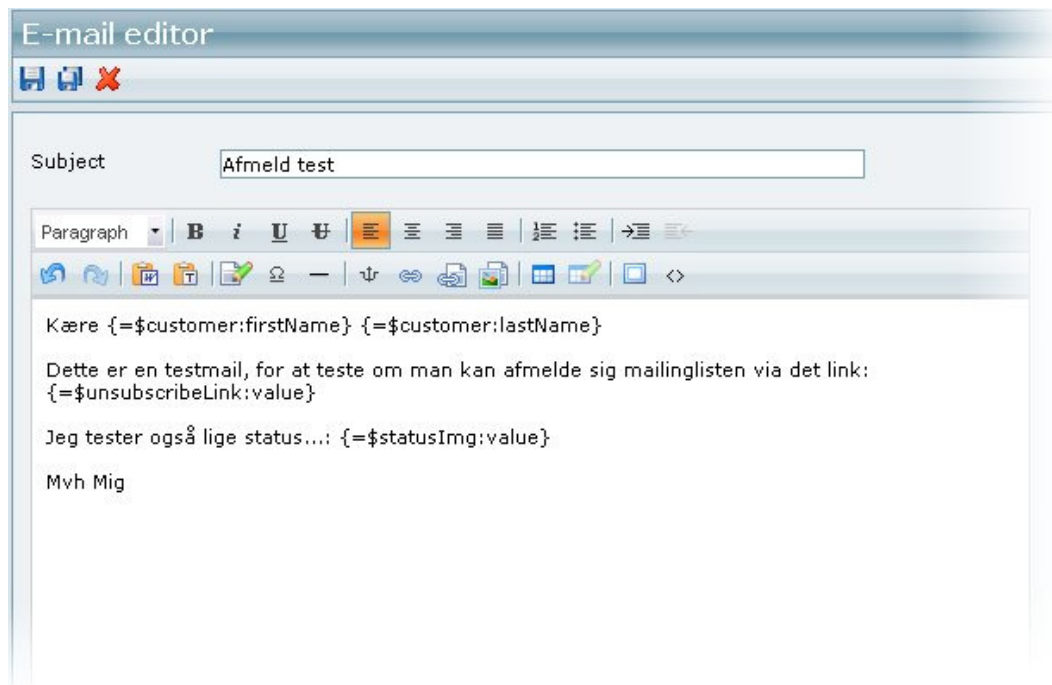 E-mail editor
Subject
Afmeld test
Paragraph
Kære {=$customer:firstName} {=$customer:lastName}
Dette er en testmail, for at teste om man kan afmelde sig mailinglisten via det link:
{=$unsubscribeLink:value}
Jeg tester også lige status...: {=$statusImg:value}
Mvh Mig